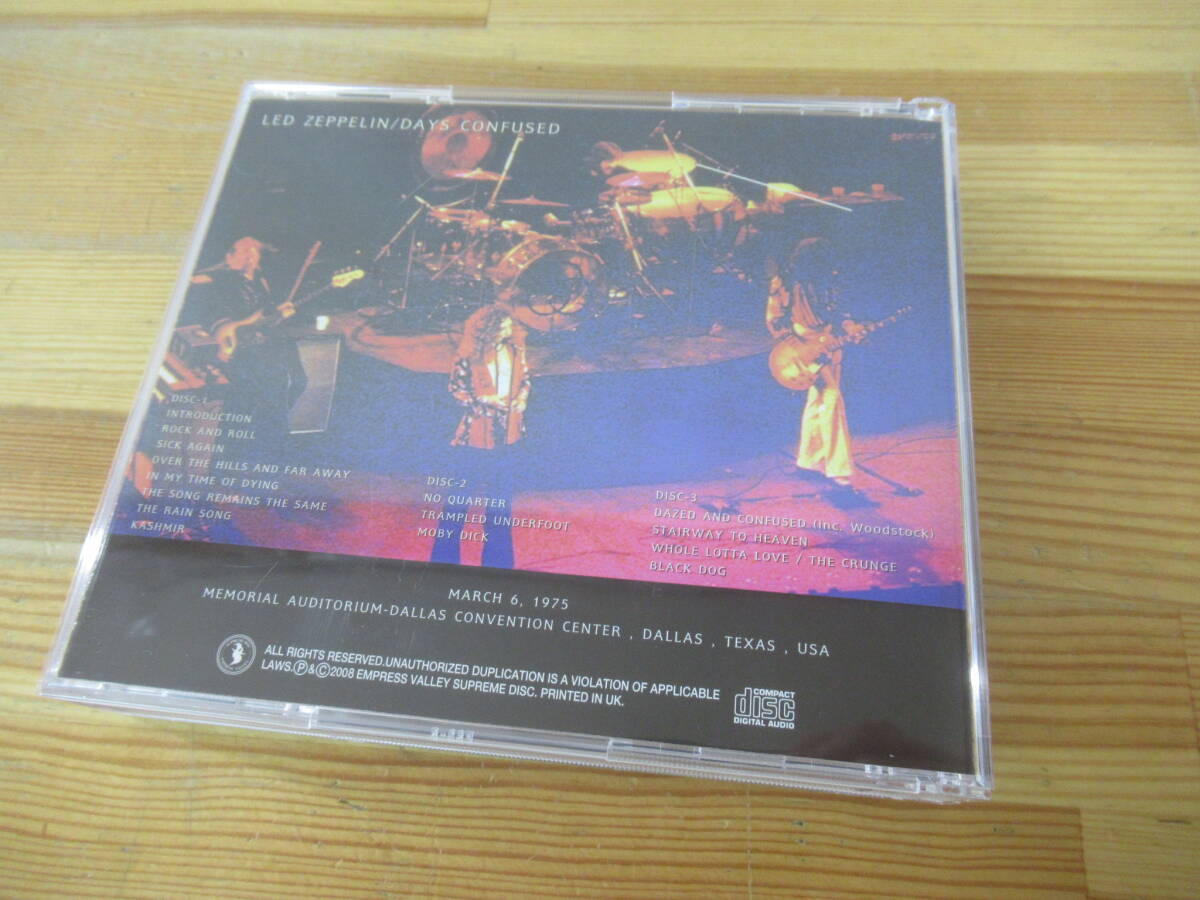 LED ZEPPELIN/DAYS CONFUSED
DISC-1
INTRODUCTION
ROCK AND ROLL
SICK AGAIN
OVER THE HILLS AND FAR AWAY
IN MY TIME OF DYING
THE SONG REMAINS THE SAME
THE RAIN SONG
KASHMIR
DISC-2
NO QUARTER
TRAMPLED UNDERFOOT
MOBY DICK
DISC-3
DAZED AND CONFUSED (Inc. Woodstock)
STAIRWAY TO HEAVEN
WHOLE LOTTA LOVE / THE CRUNGE
BLACK DOG
MARCH 6, 1975
MEMORIAL AUDITORIUM-DALLAS CONVENTION CENTER , DALLAS , TEXAS , USA
ALL RIGHTS RESERVED.UNAUTHORIZED DUPLICATION IS A VIOLATION OF APPLICABLE
LAWS.Ⓟ&©2008 EMPRESS VALLEY SUPREME DISC. PRINTED IN UK.
COMPACT
disc
DIGITAL AUDIO